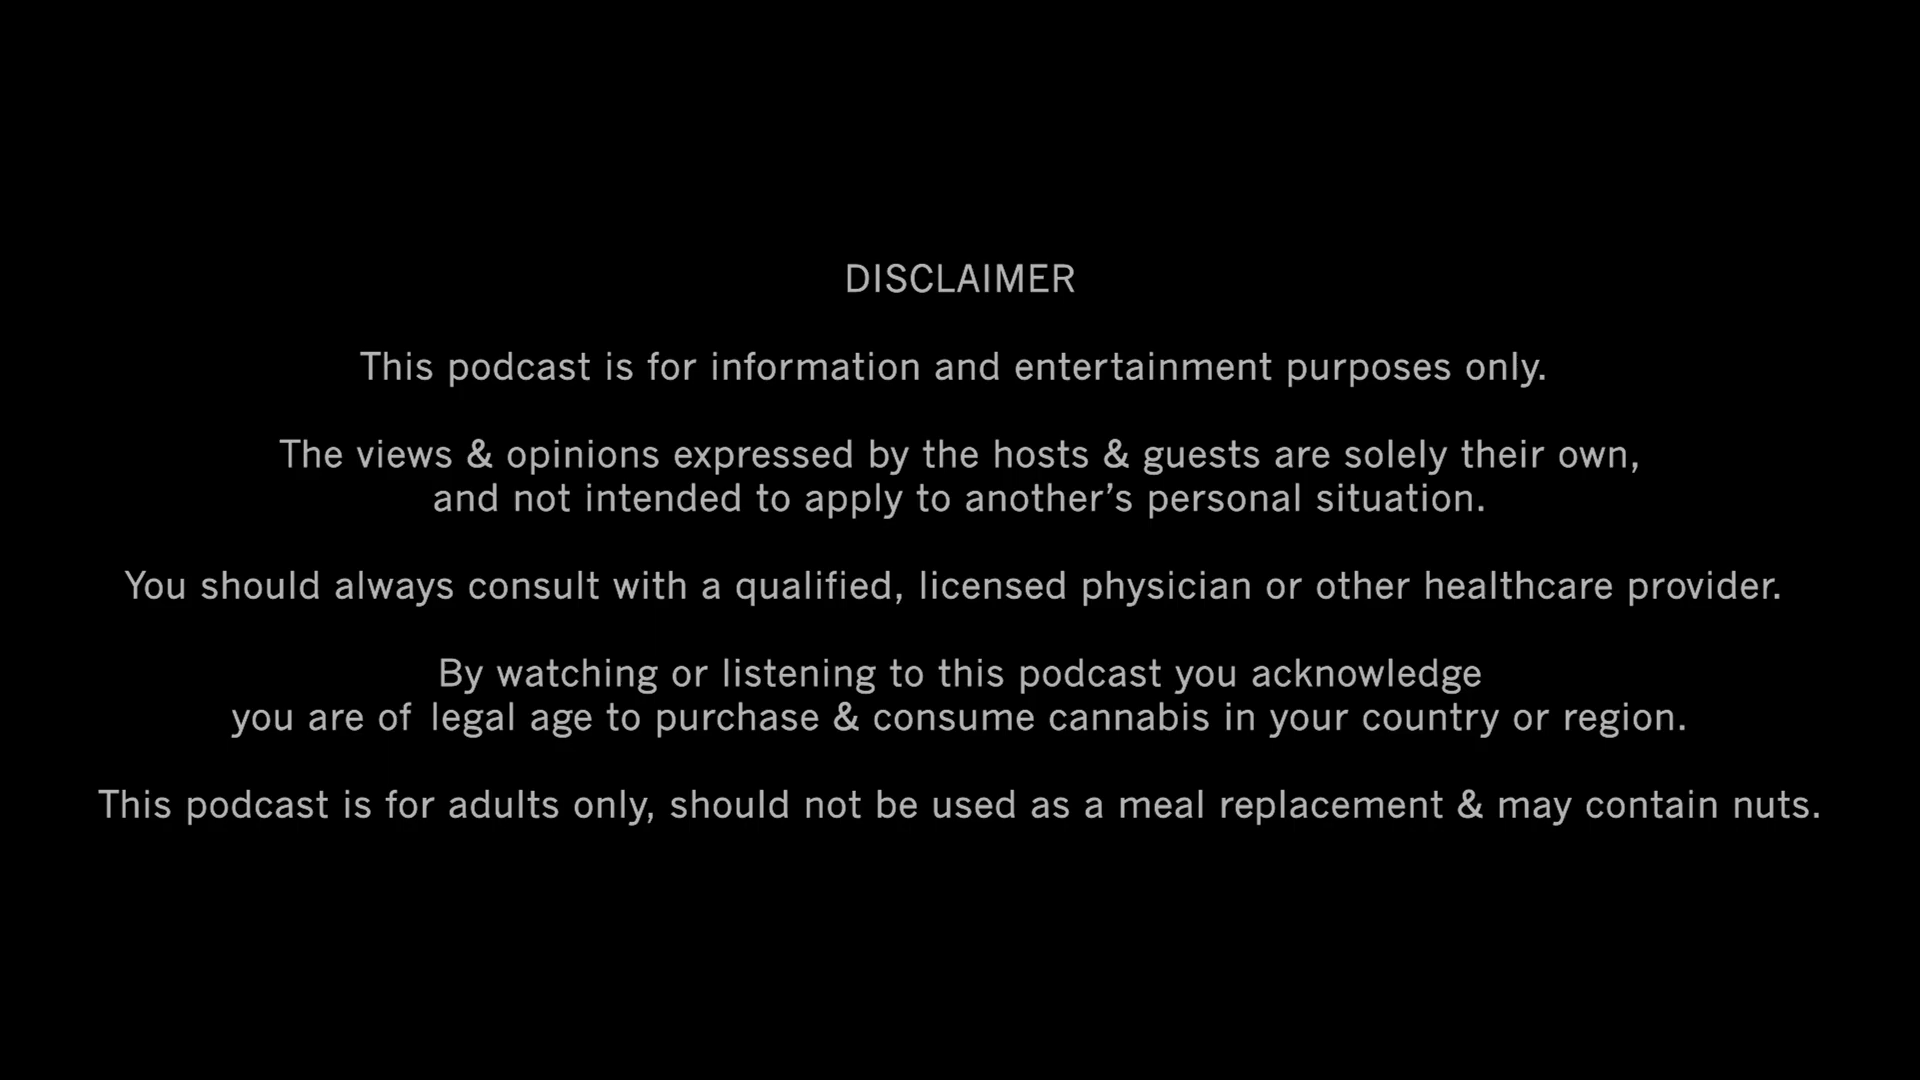 DISCLAIMER
This podcast is for information and entertainment purposes only.
The views & opinions expressed by the hosts & guests are solely their own,
and not intended to apply to another’s personal situation.
You should always consult with a qualified, licensed physician or other healthcare provider.
By watching or listening to this podcast you acknowledge
you are of legal age to purchase & consume cannabis in your country or region.
This podcast is for adults only, should not be used as a meal replacement & may contain nuts.